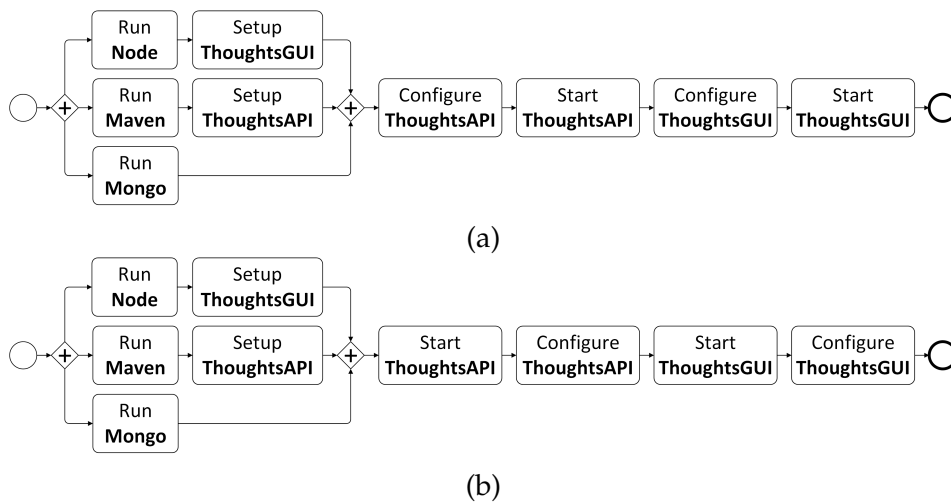 Run
Node
Setup
ThoughtsGUI
Run
Maven
Setup
ThoughtsAPI
Configure
ThoughtsAPI
Start
ThoughtsAPI
Configure
ThoughtsGUI
Start
ThoughtsGUI
Run
Mongo
(a)
Run
Node
Setup
ThoughtsGUI
Run
Maven
Setup
ThoughtsAPI
Start
ThoughtsAPI
Configure
ThoughtsAPI
Start
ThoughtsGUI
Configure
ThoughtsGUI
Run
Mongo
(b)